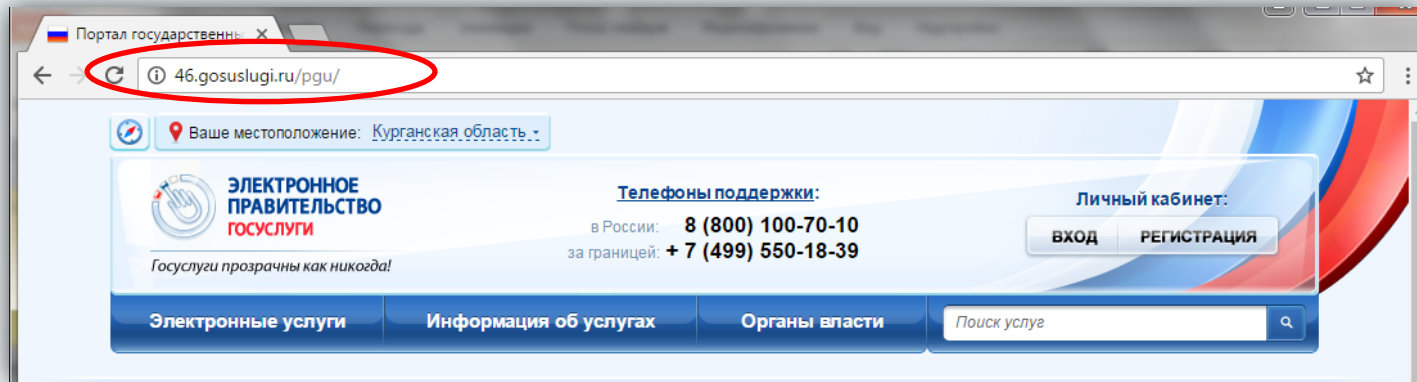 Портал государственны
46.gosuslugi.ru/pgu/
Ваше местоположение: Курганская область
ЭЛЕКТРОННОЕ
ПРАВИТЕЛЬСТВО
ГОСУСЛУГИ
Госуслуги прозрачны как никогда!
Телефоны поддержки:
в России: 8 (800) 100-70-10
за границей: + 7 (499) 550-18-39
Личный кабинет:
ВХОД РЕГИСТРАЦИЯ
Электронные услуги Информация об услугах Органы власти Поиск услуг